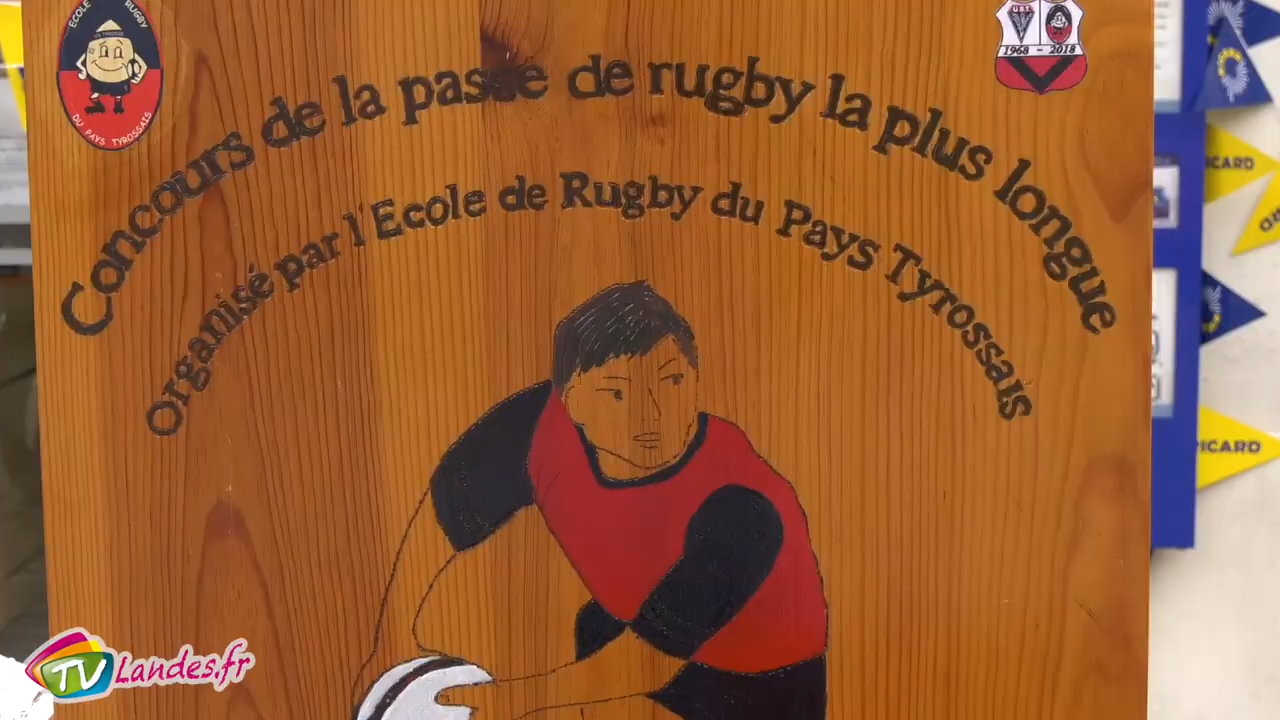 ECOLE RUGBY
DU PAYS TYROSSAIS
U.S.T.
1968 - 2018
Concours de la passe de rugby la plus longue
Organisé par l'Ecole de Rugby du Pays Tyrossais
ICARD
PICARD
TV Landes.fr